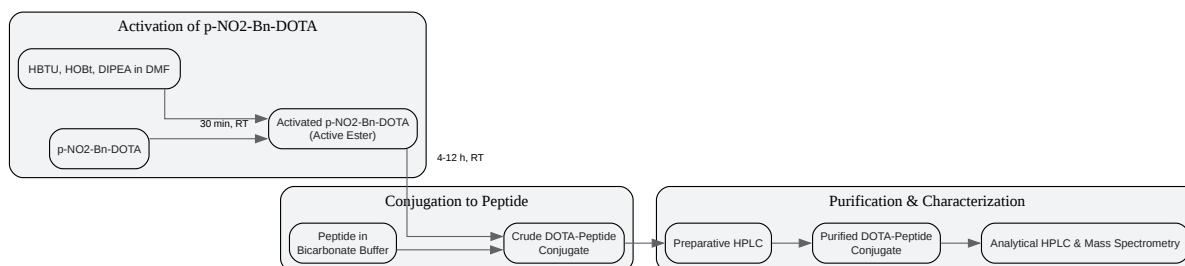 Activation of p-NO2-Bn-DOTA
HBTU, HOBt, DIPEA in DMF
30 min, RT
p-NO2-Bn-DOTA
Activated p-NO2-Bn-DOTA
(Active Ester)
4-12 h, RT
Conjugation to Peptide
Peptide in
Bicarbonate Buffer
Crude DOTA-Peptide
Conjugate
Purification & Characterization
Preparative HPLC
Purified DOTA-Peptide
Conjugate
Analytical HPLC & Mass Spectrometry